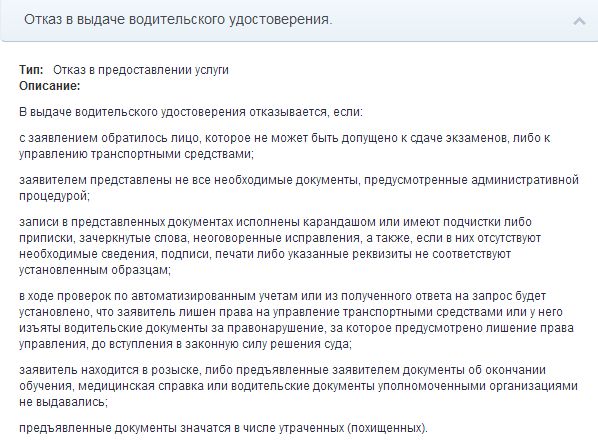 Отказ в выдаче водительского удостоверения.
Тип: Отказ в предоставлении услуги
Описание:
В выдаче водительского удостоверения отказывается, если:
с заявлением обратилось лицо, которое не может быть допущено к сдаче экзаменов, либо к
управлению транспортными средствами;
заявителем представлены не все необходимые документы, предусмотренные административной
процедурой;
записи в представленных документах исполнены карандашом или имеют подчистки либо
приписки, зачеркнутые слова, неоговоренные исправления, а также, если в них отсутствуют
необходимые сведения, подписи, печати либо указанные реквизиты не соответствуют
установленным образцам;
в ходе проверок по автоматизированным учетам или из полученного ответа на запрос будет
установлено, что заявитель лишен права на управление транспортными средствами или у него
изъяты водительские документы за правонарушение, за которое предусмотрено лишение права
управления, до вступления в законную силу решения суда;
заявитель находится в розыске, либо предъявленные заявителем документы об окончании
обучения, медицинская справка или водительские документы уполномоченными организациями
не выдавались;
предъявленные документы значатся в числе утраченных (похищенных).